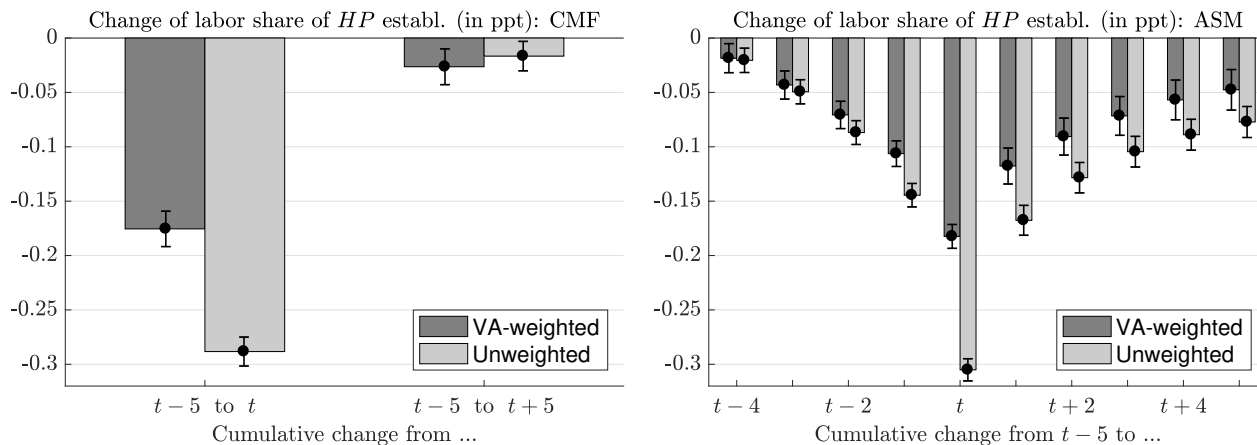 Change of labor share of HP establ. (in ppt): CMF
0
-0.05
-0.1
-0.15
-0.2
-0.25
-0.3
VA-weighted
Unweighted
t − 5 to t
t − 5 to t + 5
Cumulative change from ...
Change of labor share of HP establ. (in ppt): ASM
0
-0.05
-0.1
-0.15
-0.2
-0.25
-0.3
VA-weighted
Unweighted
t − 4
t − 2
t
t + 2
t + 4
Cumulative change from t − 5 to ...